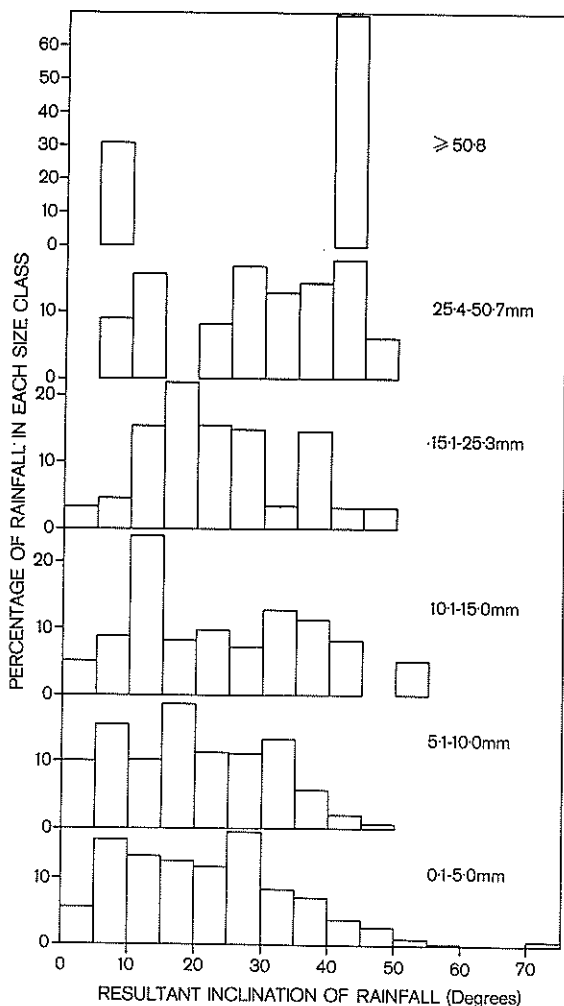 60
50
40
30
20
10
0
⩾ 50·8
10
0
25·4-50·7mm
20
10
0
·15·1-25·3mm
20
10
0
10·1-15·0mm
10
0
5·1-10·0mm
10
0
0·1-5·0mm
PERCENTAGE OF RAINFALL IN EACH SIZE CLASS
0 10 20 30 40 50 60 70
RESULTANT INCLINATION OF RAINFALL (Degrees)